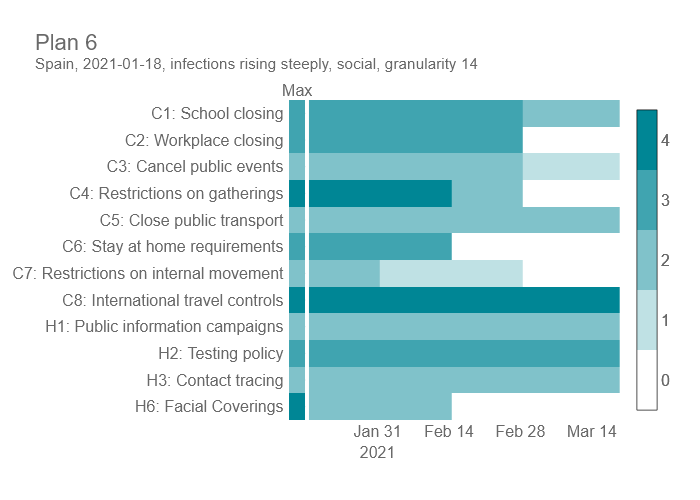 Plan 6
Spain, 2021-01-18, infections rising steeply, social, granularity 14
Max
C1: School closing
C2: Workplace closing
C3: Cancel public events
C4: Restrictions on gatherings
C5: Close public transport
C6: Stay at home requirements
C7: Restrictions on internal movement
C8: International travel controls
H1: Public information campaigns
H2: Testing policy
H3: Contact tracing
H6: Facial Coverings
Jan 31 Feb 14 Feb 28 Mar 14
2021
4
3
2
1
0